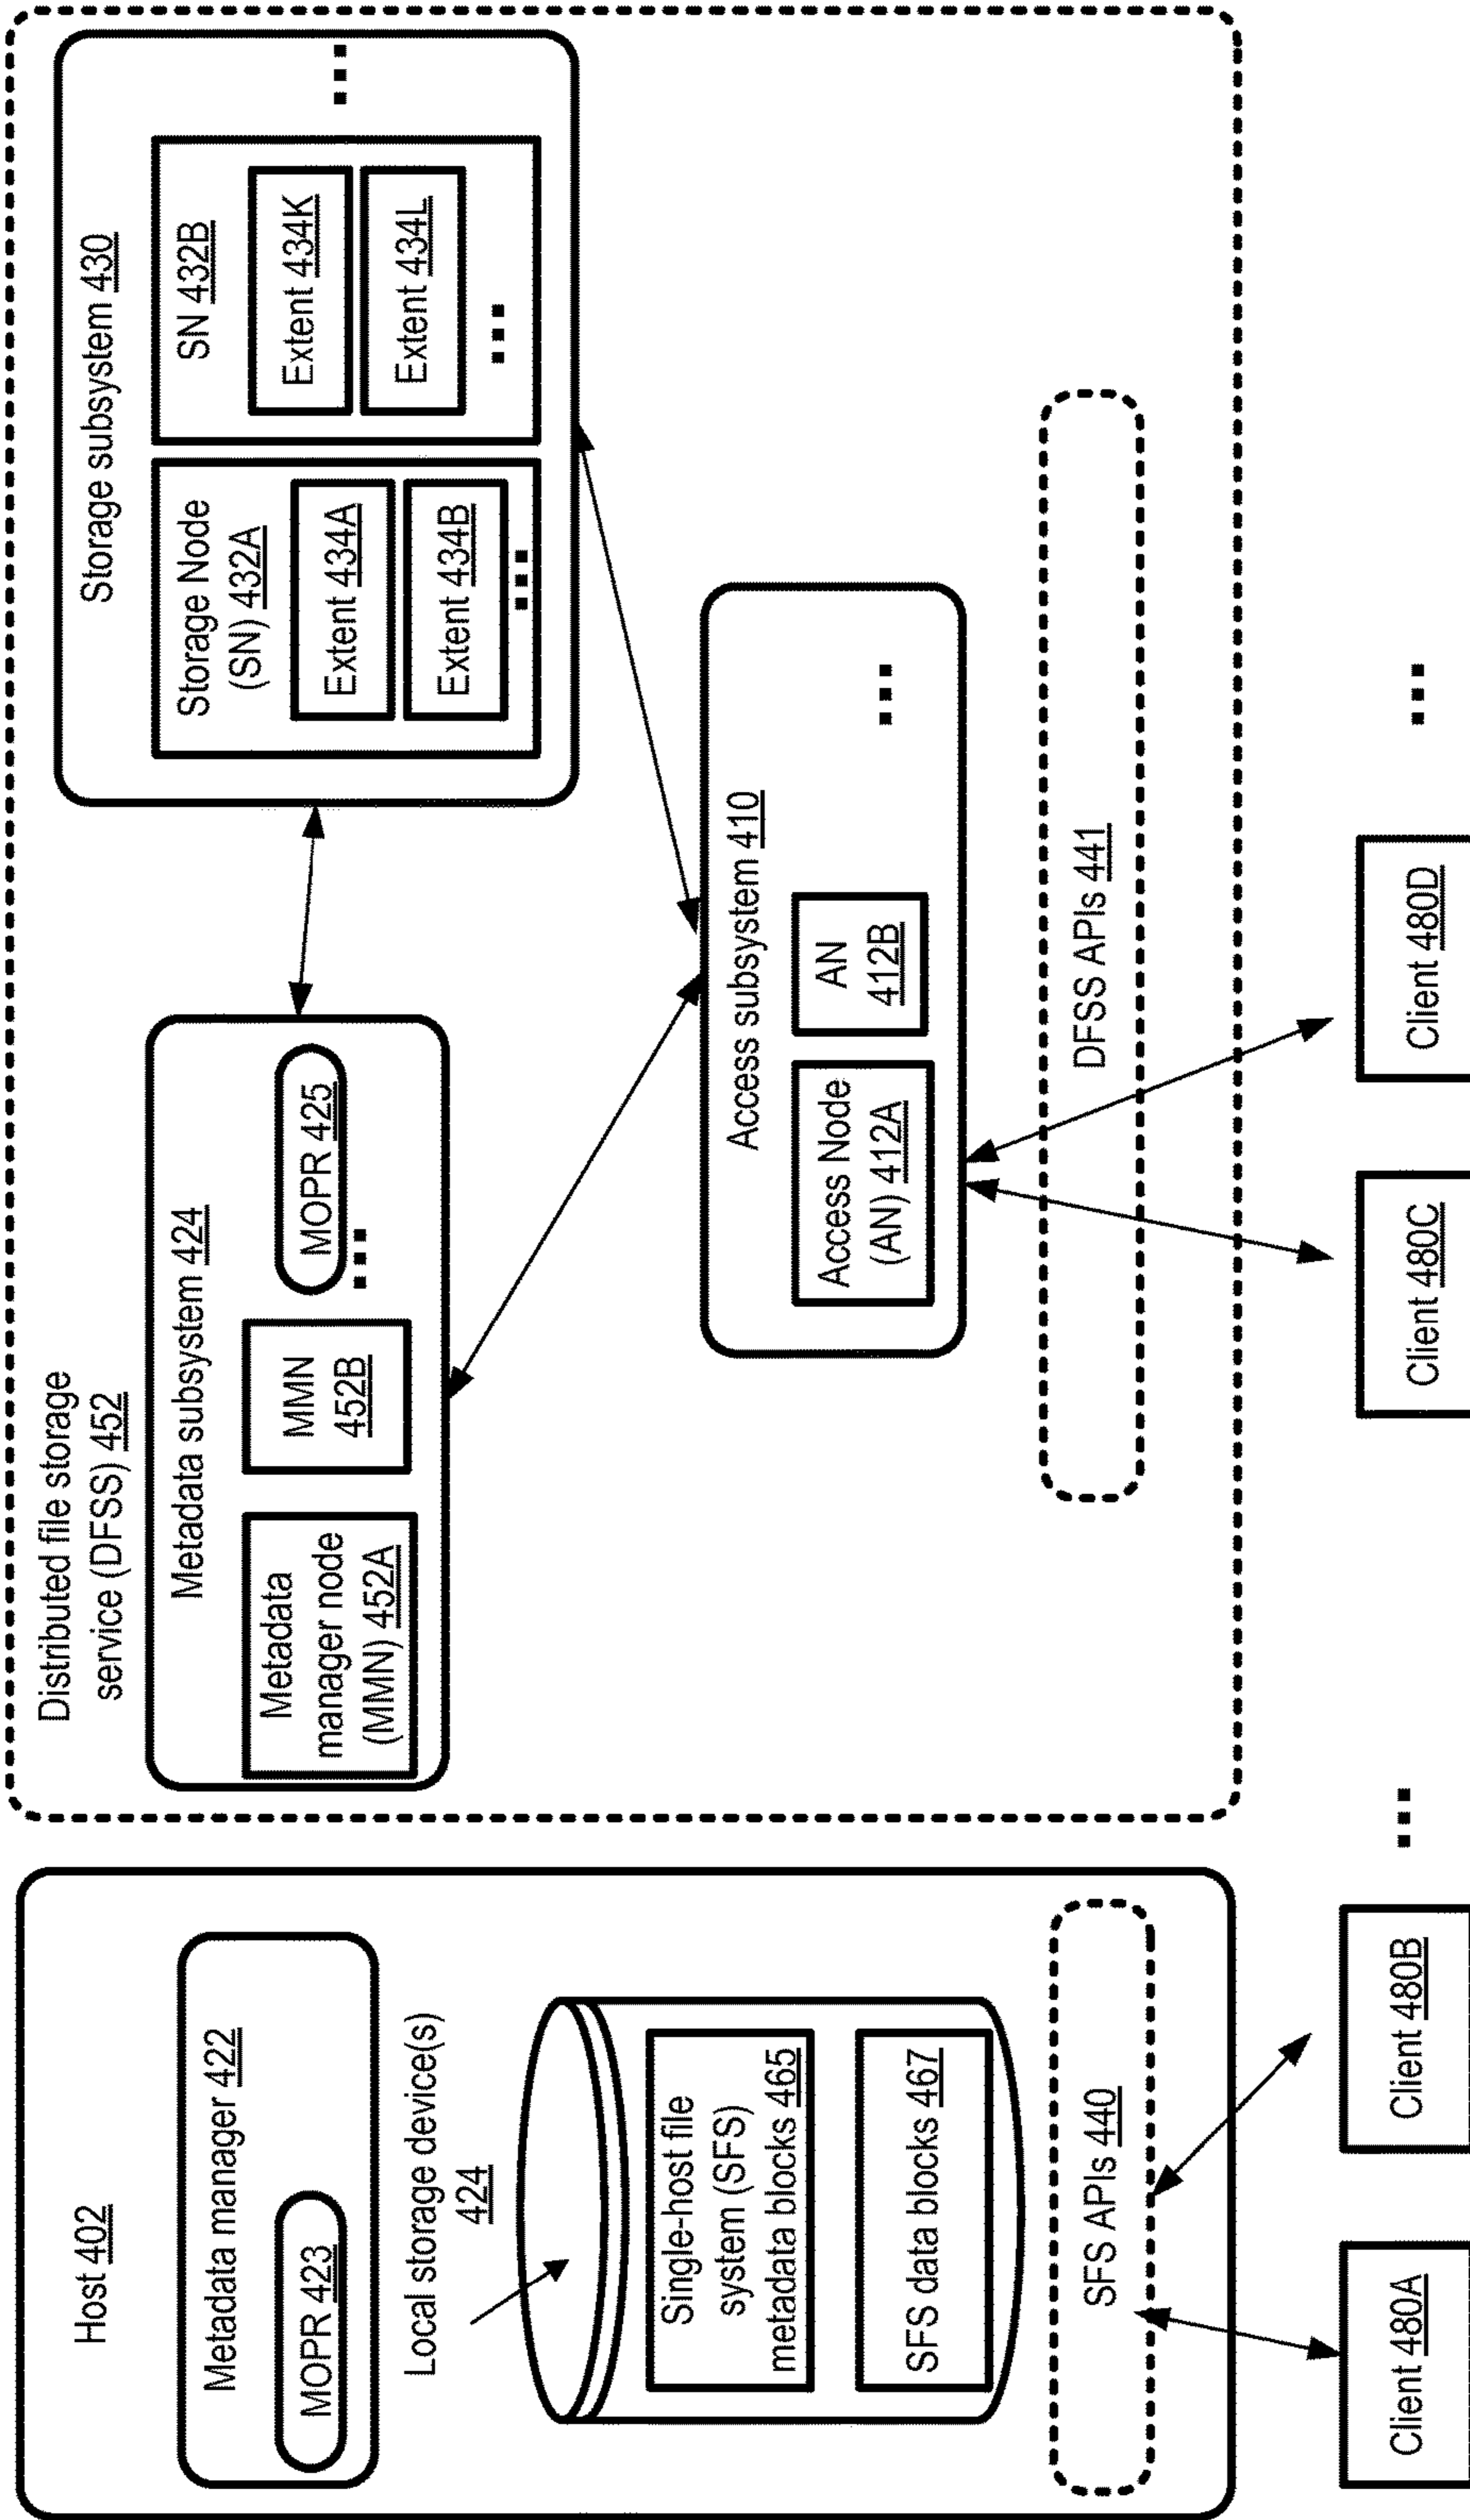 Host 402
Metadata manager 422
MOPR 423
Local storage device(s)
424
Single-host file
system (SFS)
metadata blocks 465
SFS data blocks 467
SFS APIs 440
Client 480A
Client 480B
Distributed file storage
service (DFSS) 452
Metadata subsystem 424
Metadata
manager node
(MMN) 452A
MMN
452B
MOPR 425
Storage subsystem 430
Storage Node
(SN) 432A
Extent 434A
Extent 434B
SN 432B
Extent 434K
Extent 434L
Access subsystem 410
Access Node
(AN) 412A
AN
412B
DFSS APIs 441
Client 480C
Client 480D